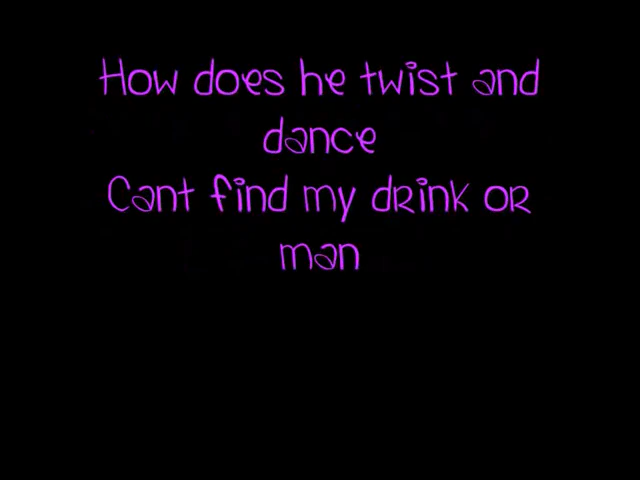 How does he twist and
dance
Cant find my drink or
man